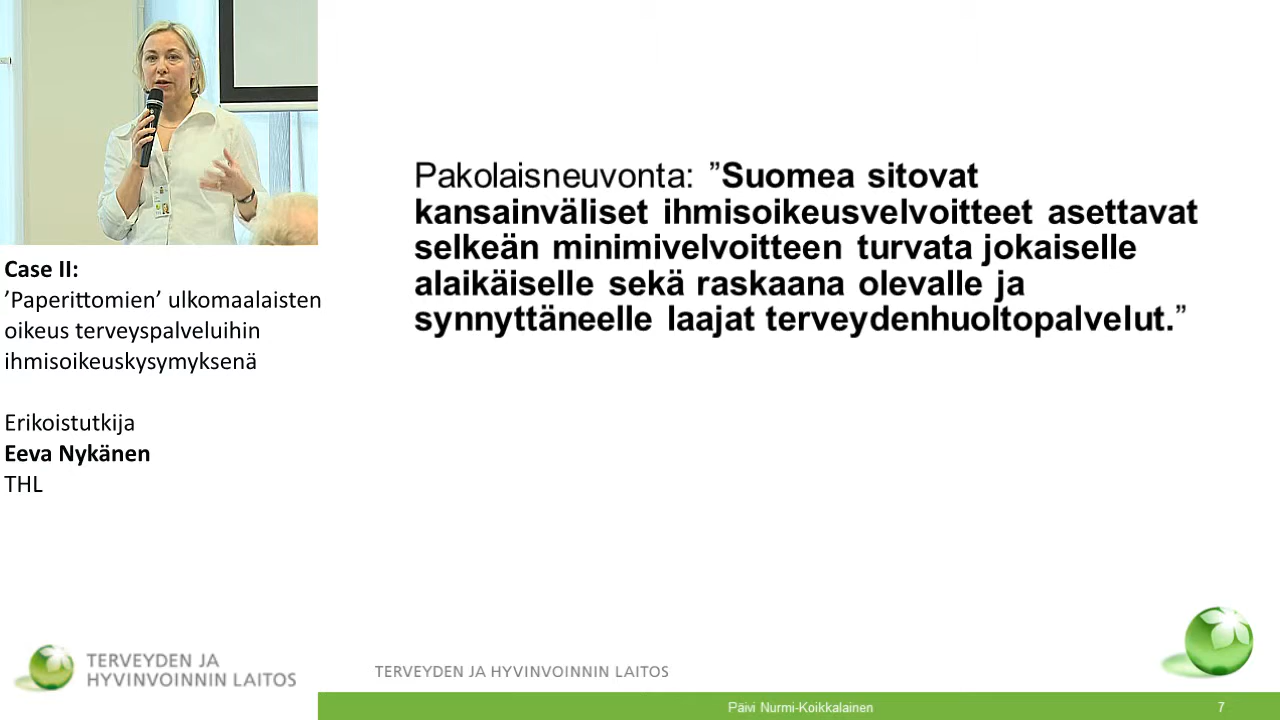 Case II:
’Paperittomien’ ulkomaalaisten
oikeus terveyspalveluihin
ihmisoikeuskysymyksenä
Erikoistutkija
Eeva Nykänen
THL
TERVEYDEN JA
HYVINVOINNIN LAITOS
Pakolaisneuvonta: ”Suomea sitovat
kansainväliset ihmisoikeusvelvoitteet asettavat
selkeän minimivelvoitteen turvata jokaiselle
alaikäiselle sekä raskaana olevalle ja
synnyttäneelle laajat terveydenhuoltopalvelut.”
TERVEYDEN JA HYVINVOINNIN LAITOS
Päivi Nurmi-Koikkalainen
7